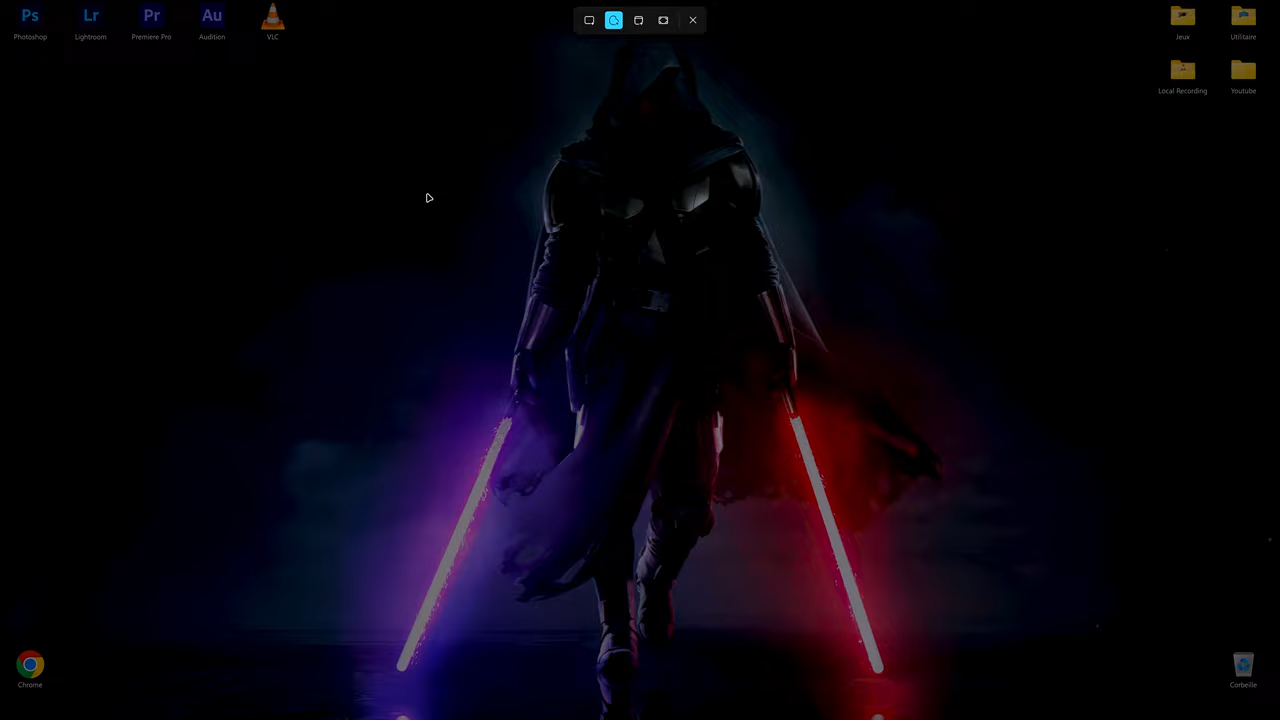 Ps
Lr
Pr
Au
Photoshop
Lightroom
Premiere Pro
Audition
VLC
Jeux
Utilitaire
Local Recording
Youtube
Chrome
Corbeille